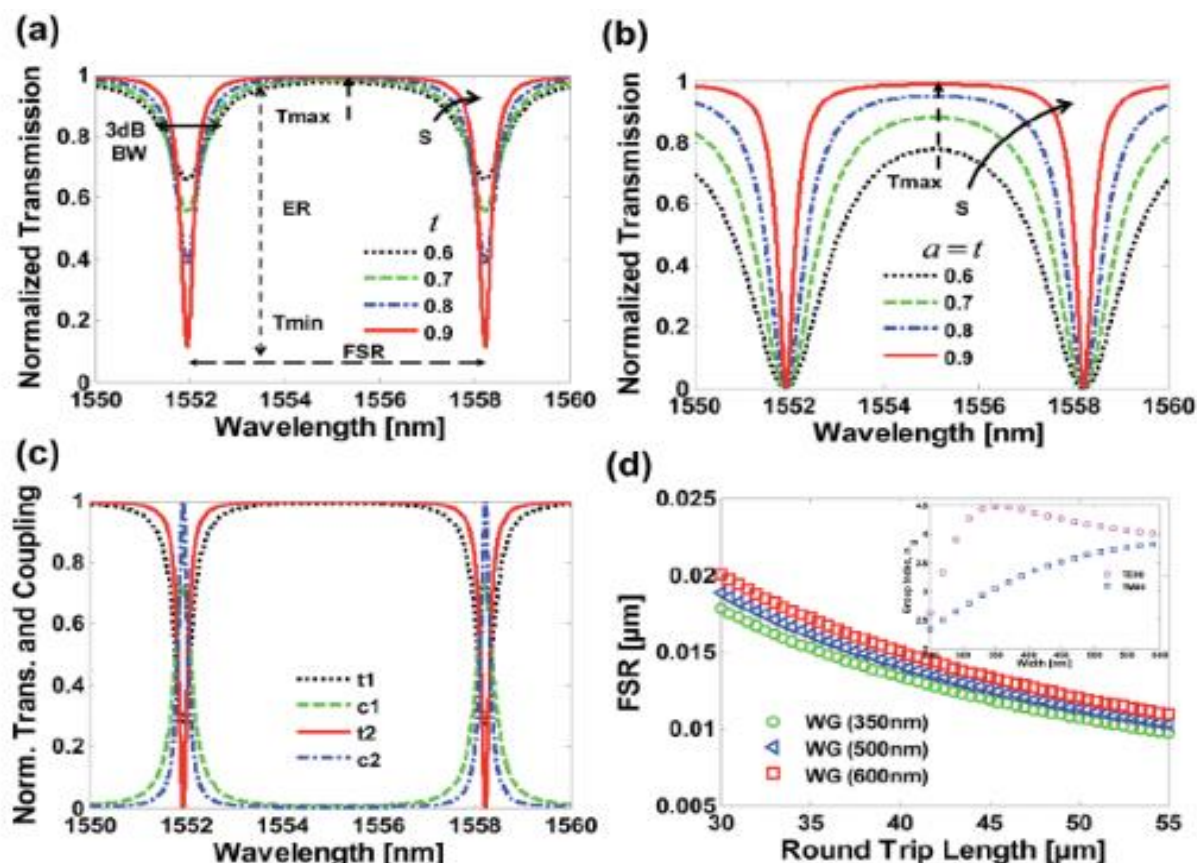 (a)
Normalized Transmission
1
0.8
0.6
0.4
0.2
0
3dB
BW
Tmax
S
ER
t
0.6
0.7
0.8
0.9
Tmin
FSR
1550 1552 1554 1556 1558 1560
Wavelength [nm]
(b)
Normalized Transmission
1
0.8
0.6
0.4
0.2
0
Tmax
S
a=t
0.6
0.7
0.8
0.9
1550 1552 1554 1556 1558 1560
Wavelength [nm]
(c)
Norm. Trans. and Coupling
1
0.8
0.6
0.4
0.2
0
t1
c1
t2
c2
1550 1552 1554 1556 1558 1560
Wavelength [nm]
(d)
FSR [μm]
0.025
0.02
0.015
0.01
0.005
Group Index, n
Width [nm]
WG (350nm)
WG (500nm)
WG (600nm)
30 35 40 45 50 55
Round Trip Length [μm]